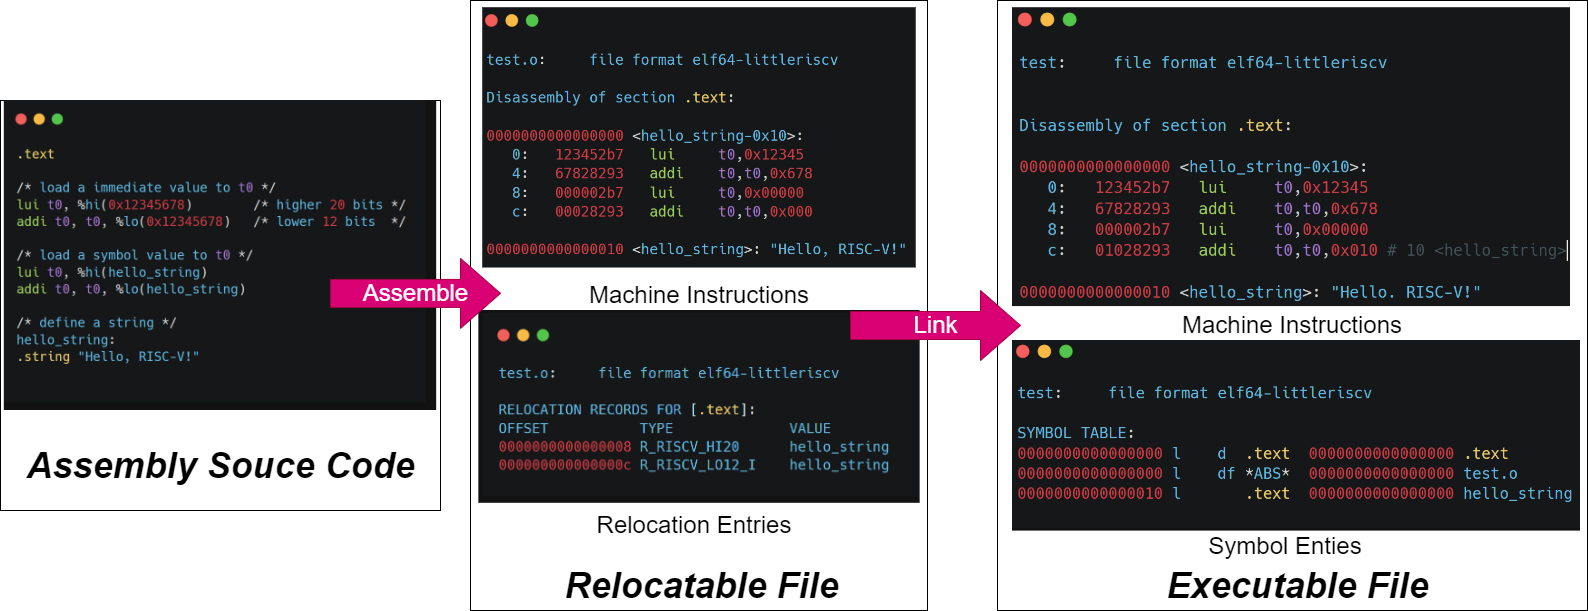 .text
/* load a immediate value to t0 */
lui t0, %hi(0x12345678) /* higher 20 bits */
addi t0, t0, %lo(0x12345678) /* lower 12 bits */
/* load a symbol value to t0 */
lui t0, %hi(hello_string)
addi t0, t0, %lo(hello_string)
/* define a string */
hello_string:
.string "Hello, RISC-V!"
Assembly Souce Code
Assemble
test.o: file format elf64-littleriscv
Disassembly of section .text:
0000000000000000 <hello_string-0x10>:
0: 123452b7 lui t0,0x12345
4: 67828293 addi t0,t0,0x678
8: 000002b7 lui t0,0x00000
c: 00028293 addi t0,t0,0x000
0000000000000010 <hello_string>: "Hello, RISC-V!"
Machine Instructions
test.o: file format elf64-littleriscv
RELOCATION RECORDS FOR [.text]:
OFFSET TYPE VALUE
0000000000000008 R_RISCV_HI20 hello_string
000000000000000c R_RISCV_LO12_I hello_string
Relocation Entries
Relocatable File
Link
test: file format elf64-littleriscv
Disassembly of section .text:
0000000000000000 <hello_string-0x10>:
0: 123452b7 lui t0,0x12345
4: 67828293 addi t0,t0,0x678
8: 000002b7 lui t0,0x00000
c: 01028293 addi t0,t0,0x010 # 10 <hello_string>
0000000000000010 <hello_string>: "Hello. RISC-V!"
Machine Instructions
test: file format elf64-littleriscv
SYMBOL TABLE:
0000000000000000 l d .text 0000000000000000 .text
0000000000000000 l df *ABS* 0000000000000000 test.o
0000000000000010 l .text 0000000000000000 hello_string
Symbol Enties
Executable File